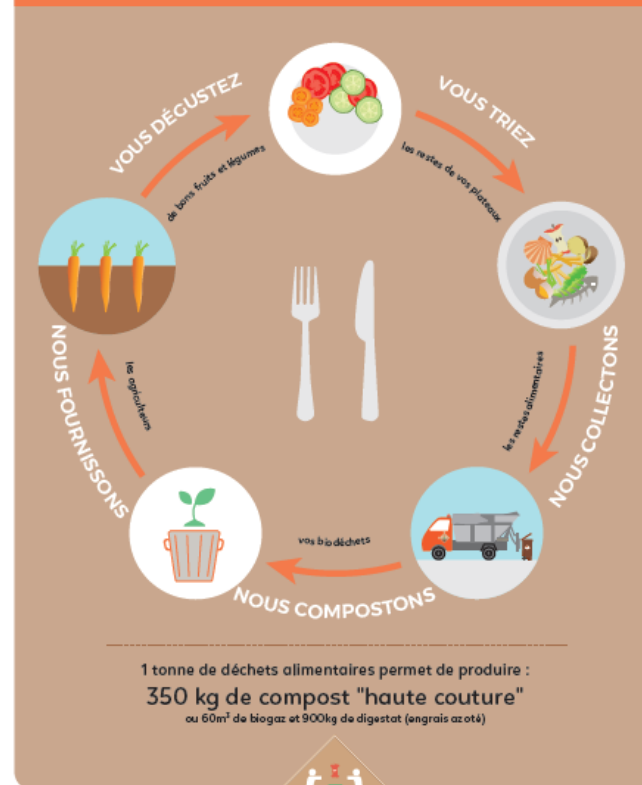 VOUS DÉGUSTEZ
de bons fruits et légumes
VOUS TRIEZ
les restes de vos plateaux
NOUS COLLECTONS
les restes alimentaires
NOUS COMPOSTONS
vos biodéchets
NOUS FOURNISSONS
les agriculteurs
1 tonne de déchets alimentaires permet de produire :
350 kg de compost "haute couture"
ou 60m³ de biogaz et 900kg de digestat (engrais azoté)